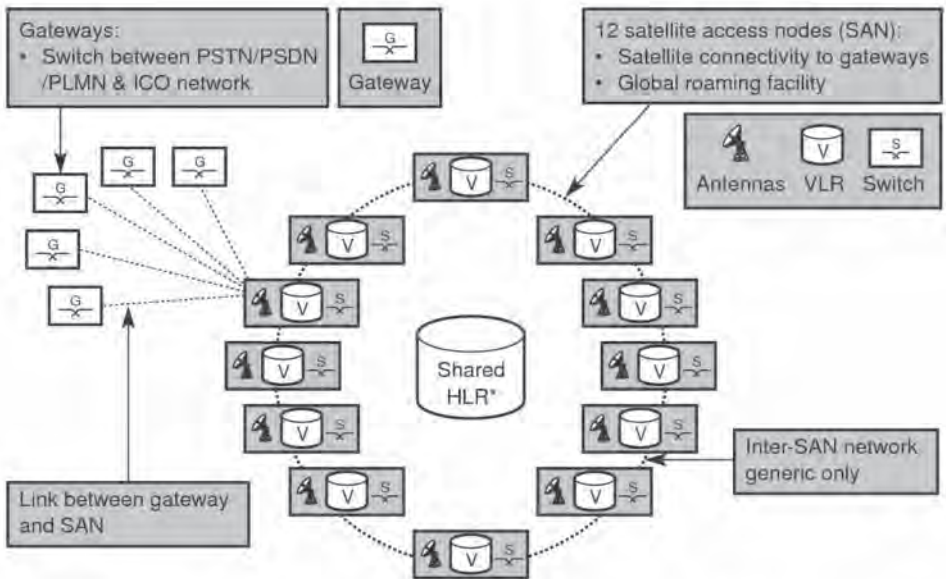 Gateways:
• Switch between PSTN/PSDN
/PLMN & ICO network
G
Gateway
12 satellite access nodes (SAN):
• Satellite connectivity to gateways
• Global roaming facility
V
S
Antennas
VLR
Switch
G
G
G
G
G
V
S
V
S
V
S
V
S
V
S
V
S
V
S
Shared
HLR*
V
S
V
S
V
S
V
S
V
S
Link between gateway
and SAN
Inter-SAN network
generic only